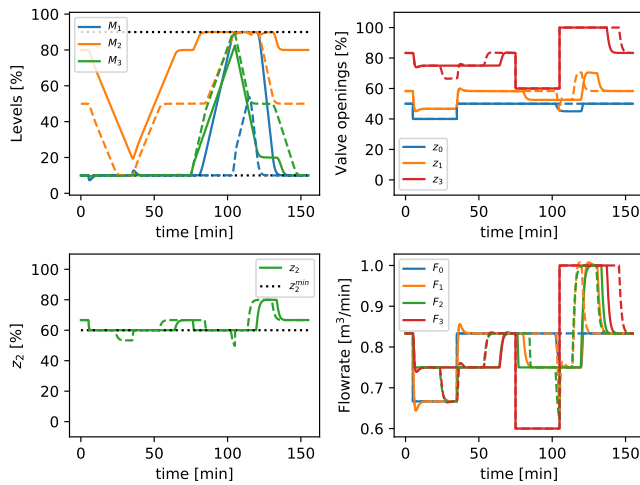 100
80
60
40
20
0
Levels [%]
M₁
M₂
M₃
0
50
100
150
time [min]
100
80
60
40
20
0
Valve openings [%]
z₀
z₁
z₃
0
50
100
150
time [min]
100
80
60
40
20
0
z₂ [%]
z₂
z₂ᵐⁱⁿ
0
50
100
150
time [min]
1.0
0.9
0.8
0.7
0.6
Flowrate [m³/min]
F₀
F₁
F₂
F₃
0
50
100
150
time [min]